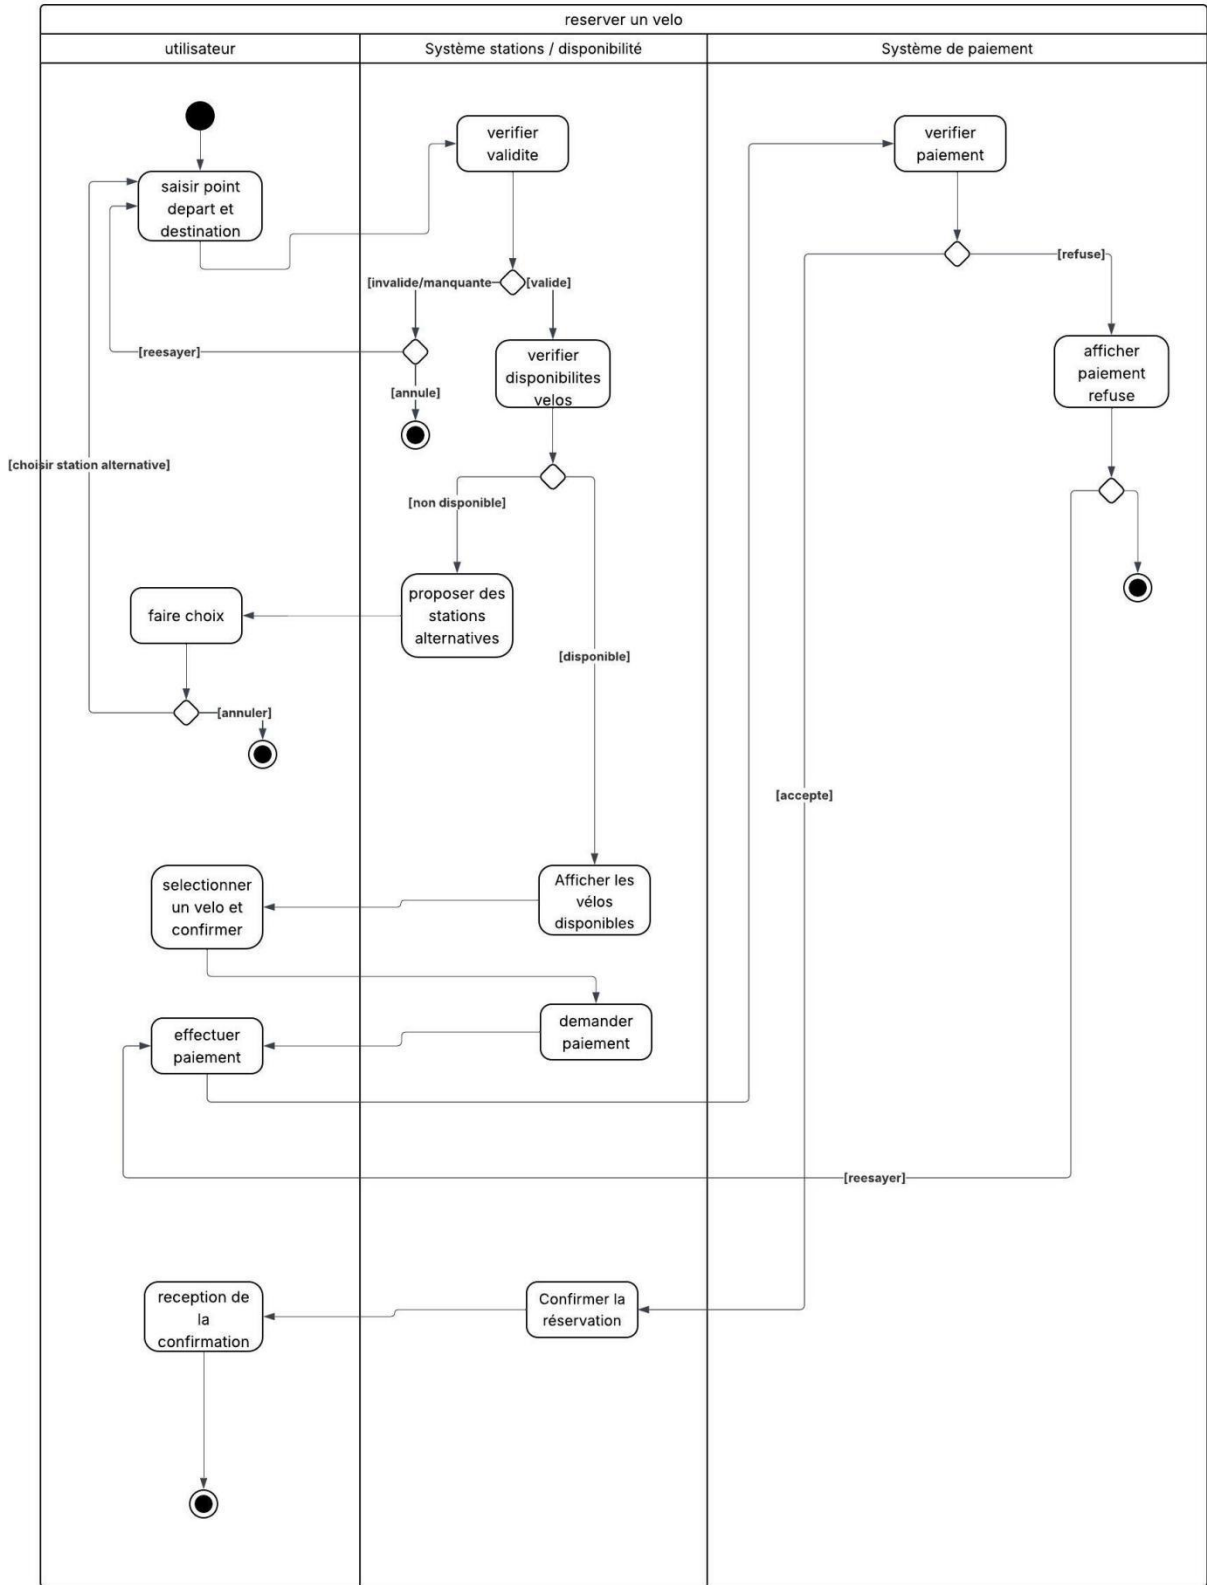 reserver un velo
utilisateur
Système stations / disponibilité
Système de paiement
verifier
validite
verifier
paiement
saisir point
depart et
destination
[invalide/manquante
[valide]
[refuse]
[reesayer]
verifier
disponibilites
velos
afficher
paiement
refuse
[annule]
[choisir station alternative]
[non disponible]
faire choix
proposer des
stations
alternatives
[disponible]
[annuler]
[accepte]
selectionner
un velo et
confirmer
Afficher les
vélos
disponibles
effectuer
paiement
demander
paiement
[reesayer]
reception de
la
confirmation
Confirmer la
réservation